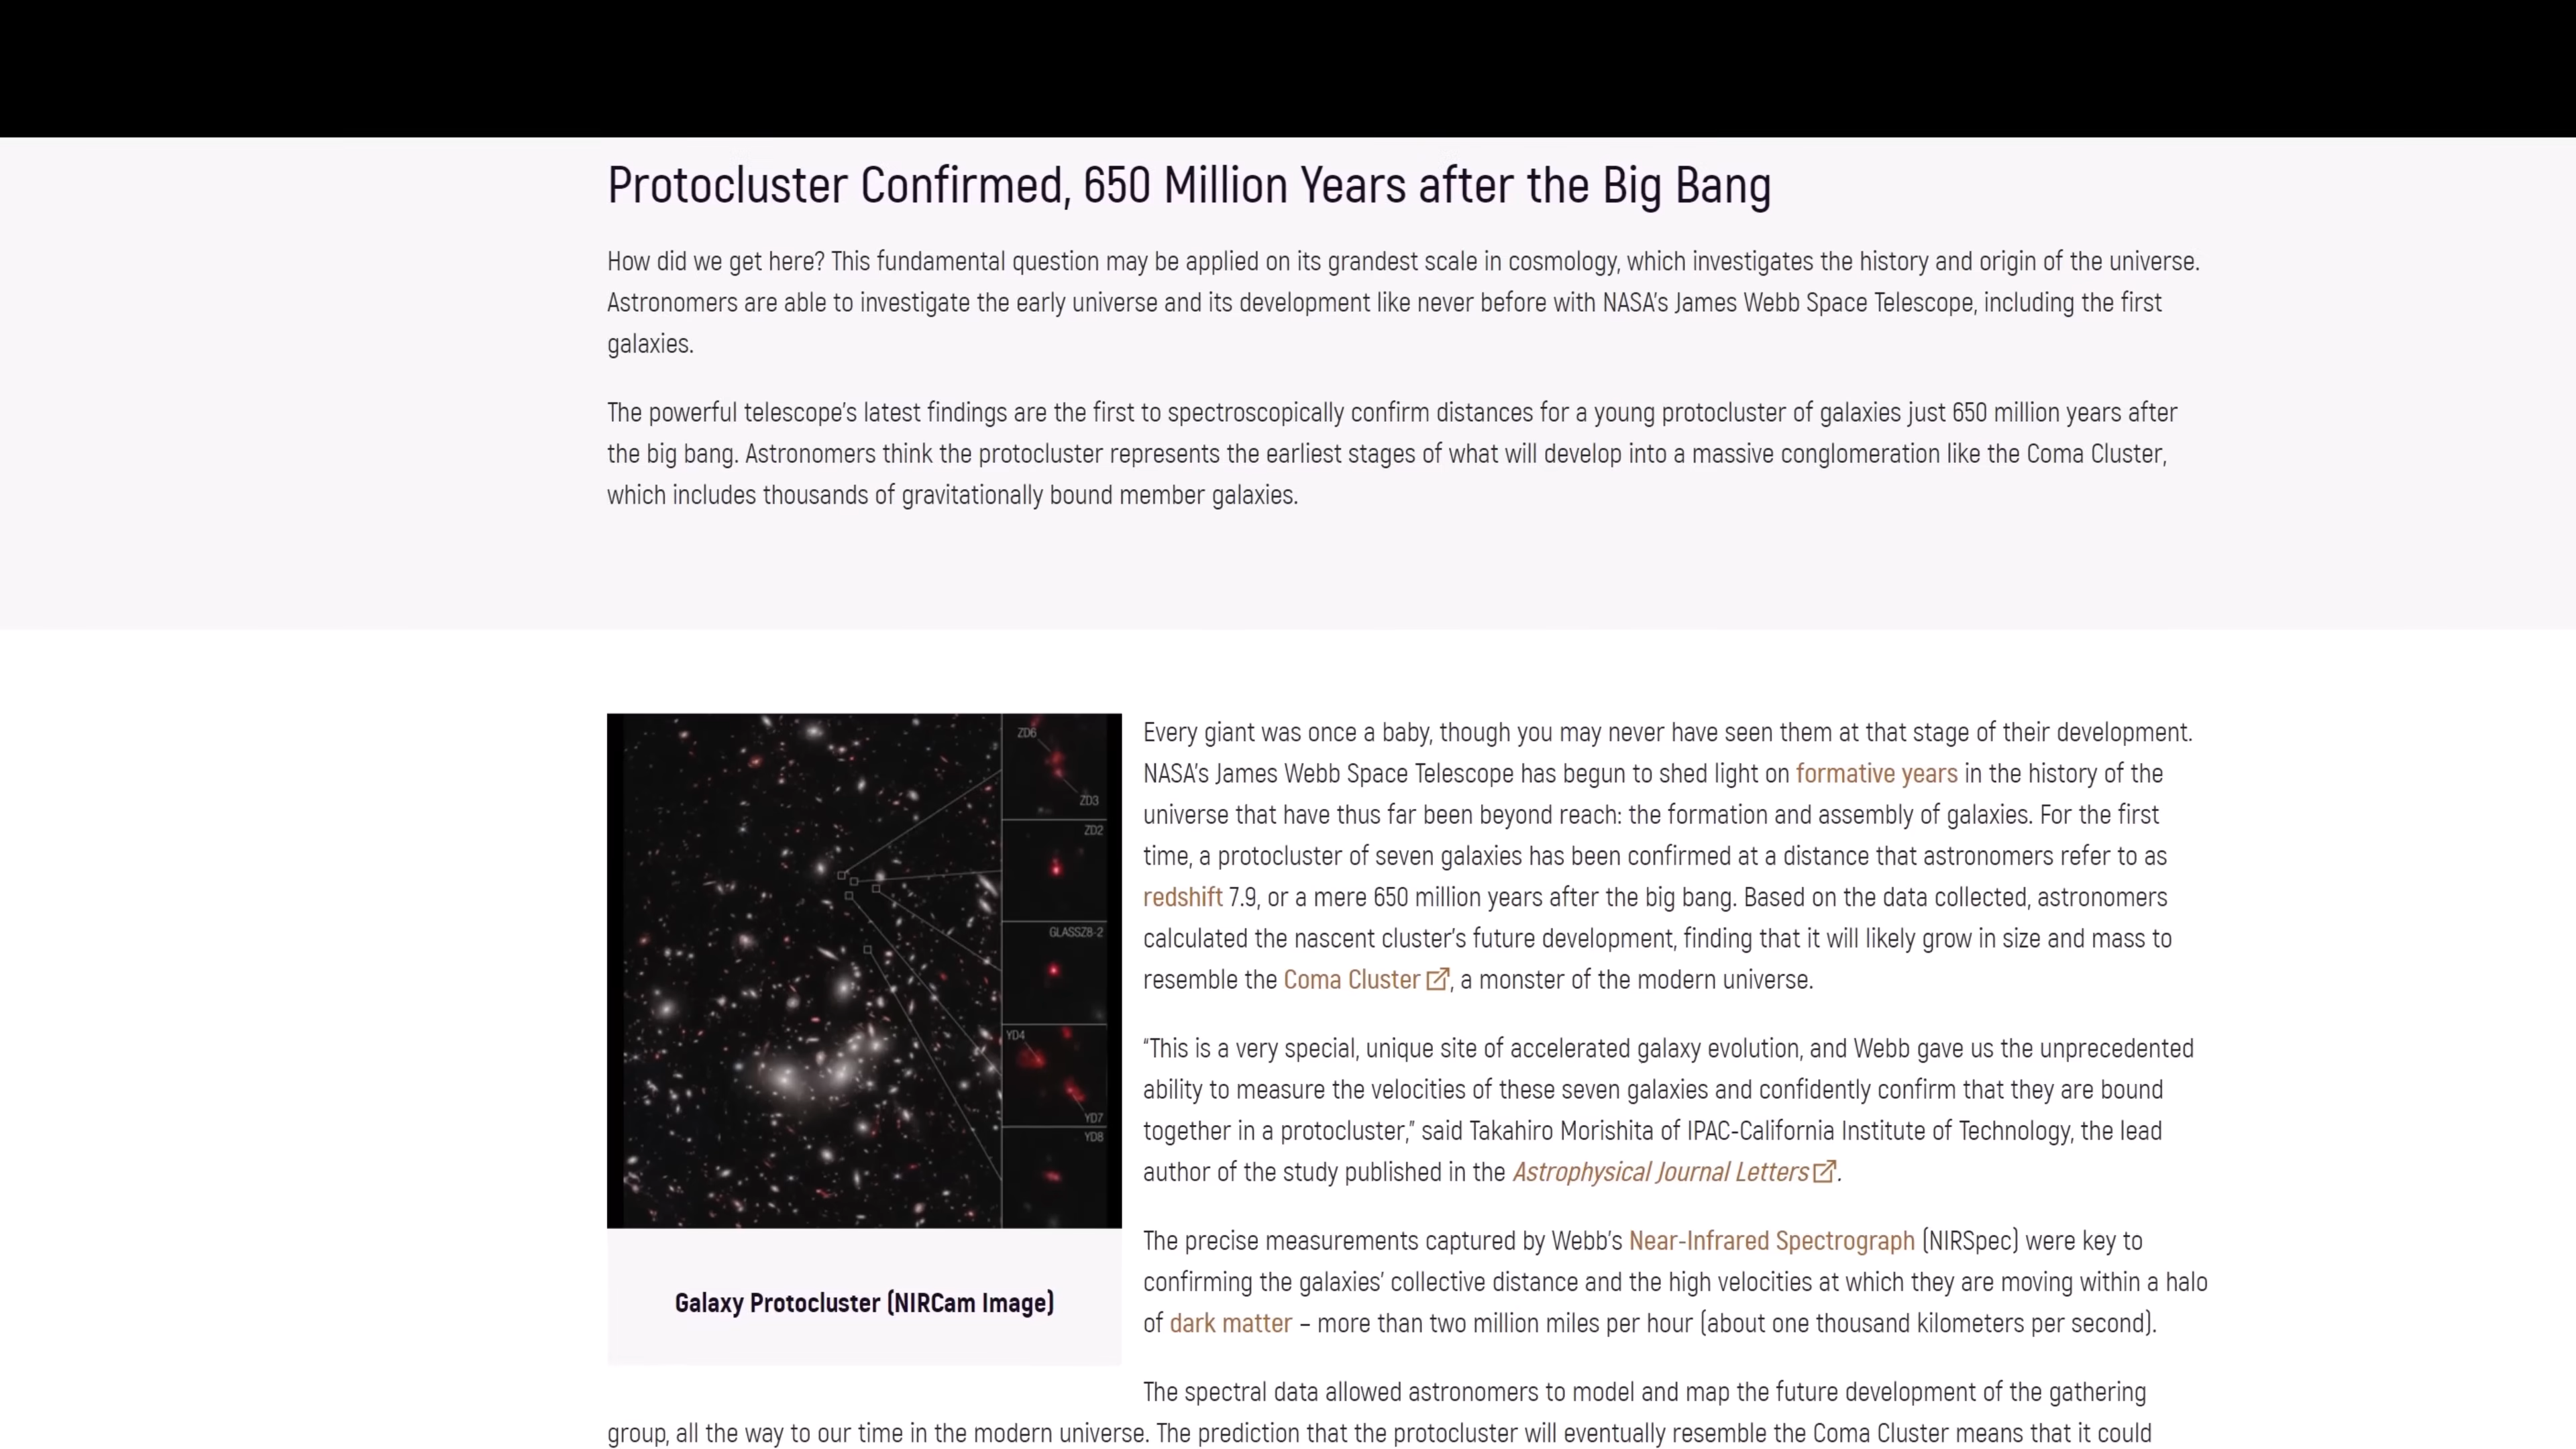 Protocluster Confirmed, 650 Million Years after the Big Bang
How did we get here? This fundamental question may be applied on its grandest scale in cosmology, which investigates the history and origin of the universe.
Astronomers are able to investigate the early universe and its development like never before with NASA's James Webb Space Telescope, including the first
galaxies.
The powerful telescope's latest findings are the first to spectroscopically confirm distances for a young protocluster of galaxies just 650 million years after
the big bang. Astronomers think the protocluster represents the earliest stages of what will develop into a massive conglomeration like the Coma Cluster,
which includes thousands of gravitationally bound member galaxies.
ZD6
ZD3
ZD2
GLASSZ8-2
YD4
YD7
YD8
Galaxy Protocluster (NIRCam Image)
Every giant was once a baby, though you may never have seen them at that stage of their development.
NASA's James Webb Space Telescope has begun to shed light on formative years in the history of the
universe that have thus far been beyond reach: the formation and assembly of galaxies. For the first
time, a protocluster of seven galaxies has been confirmed at a distance that astronomers refer to as
redshift 7.9, or a mere 650 million years after the big bang. Based on the data collected, astronomers
calculated the nascent cluster's future development, finding that it will likely grow in size and mass to
resemble the Coma Cluster, a monster of the modern universe.
“This is a very special, unique site of accelerated galaxy evolution, and Webb gave us the unprecedented
ability to measure the velocities of these seven galaxies and confidently confirm that they are bound
together in a protocluster,” said Takahiro Morishita of IPAC-California Institute of Technology, the lead
author of the study published in the Astrophysical Journal Letters.
The precise measurements captured by Webb's Near-Infrared Spectrograph (NIRSpec) were key to
confirming the galaxies' collective distance and the high velocities at which they are moving within a halo
of dark matter – more than two million miles per hour (about one thousand kilometers per second).
The spectral data allowed astronomers to model and map the future development of the gathering
group, all the way to our time in the modern universe. The prediction that the protocluster will eventually resemble the Coma Cluster means that it could